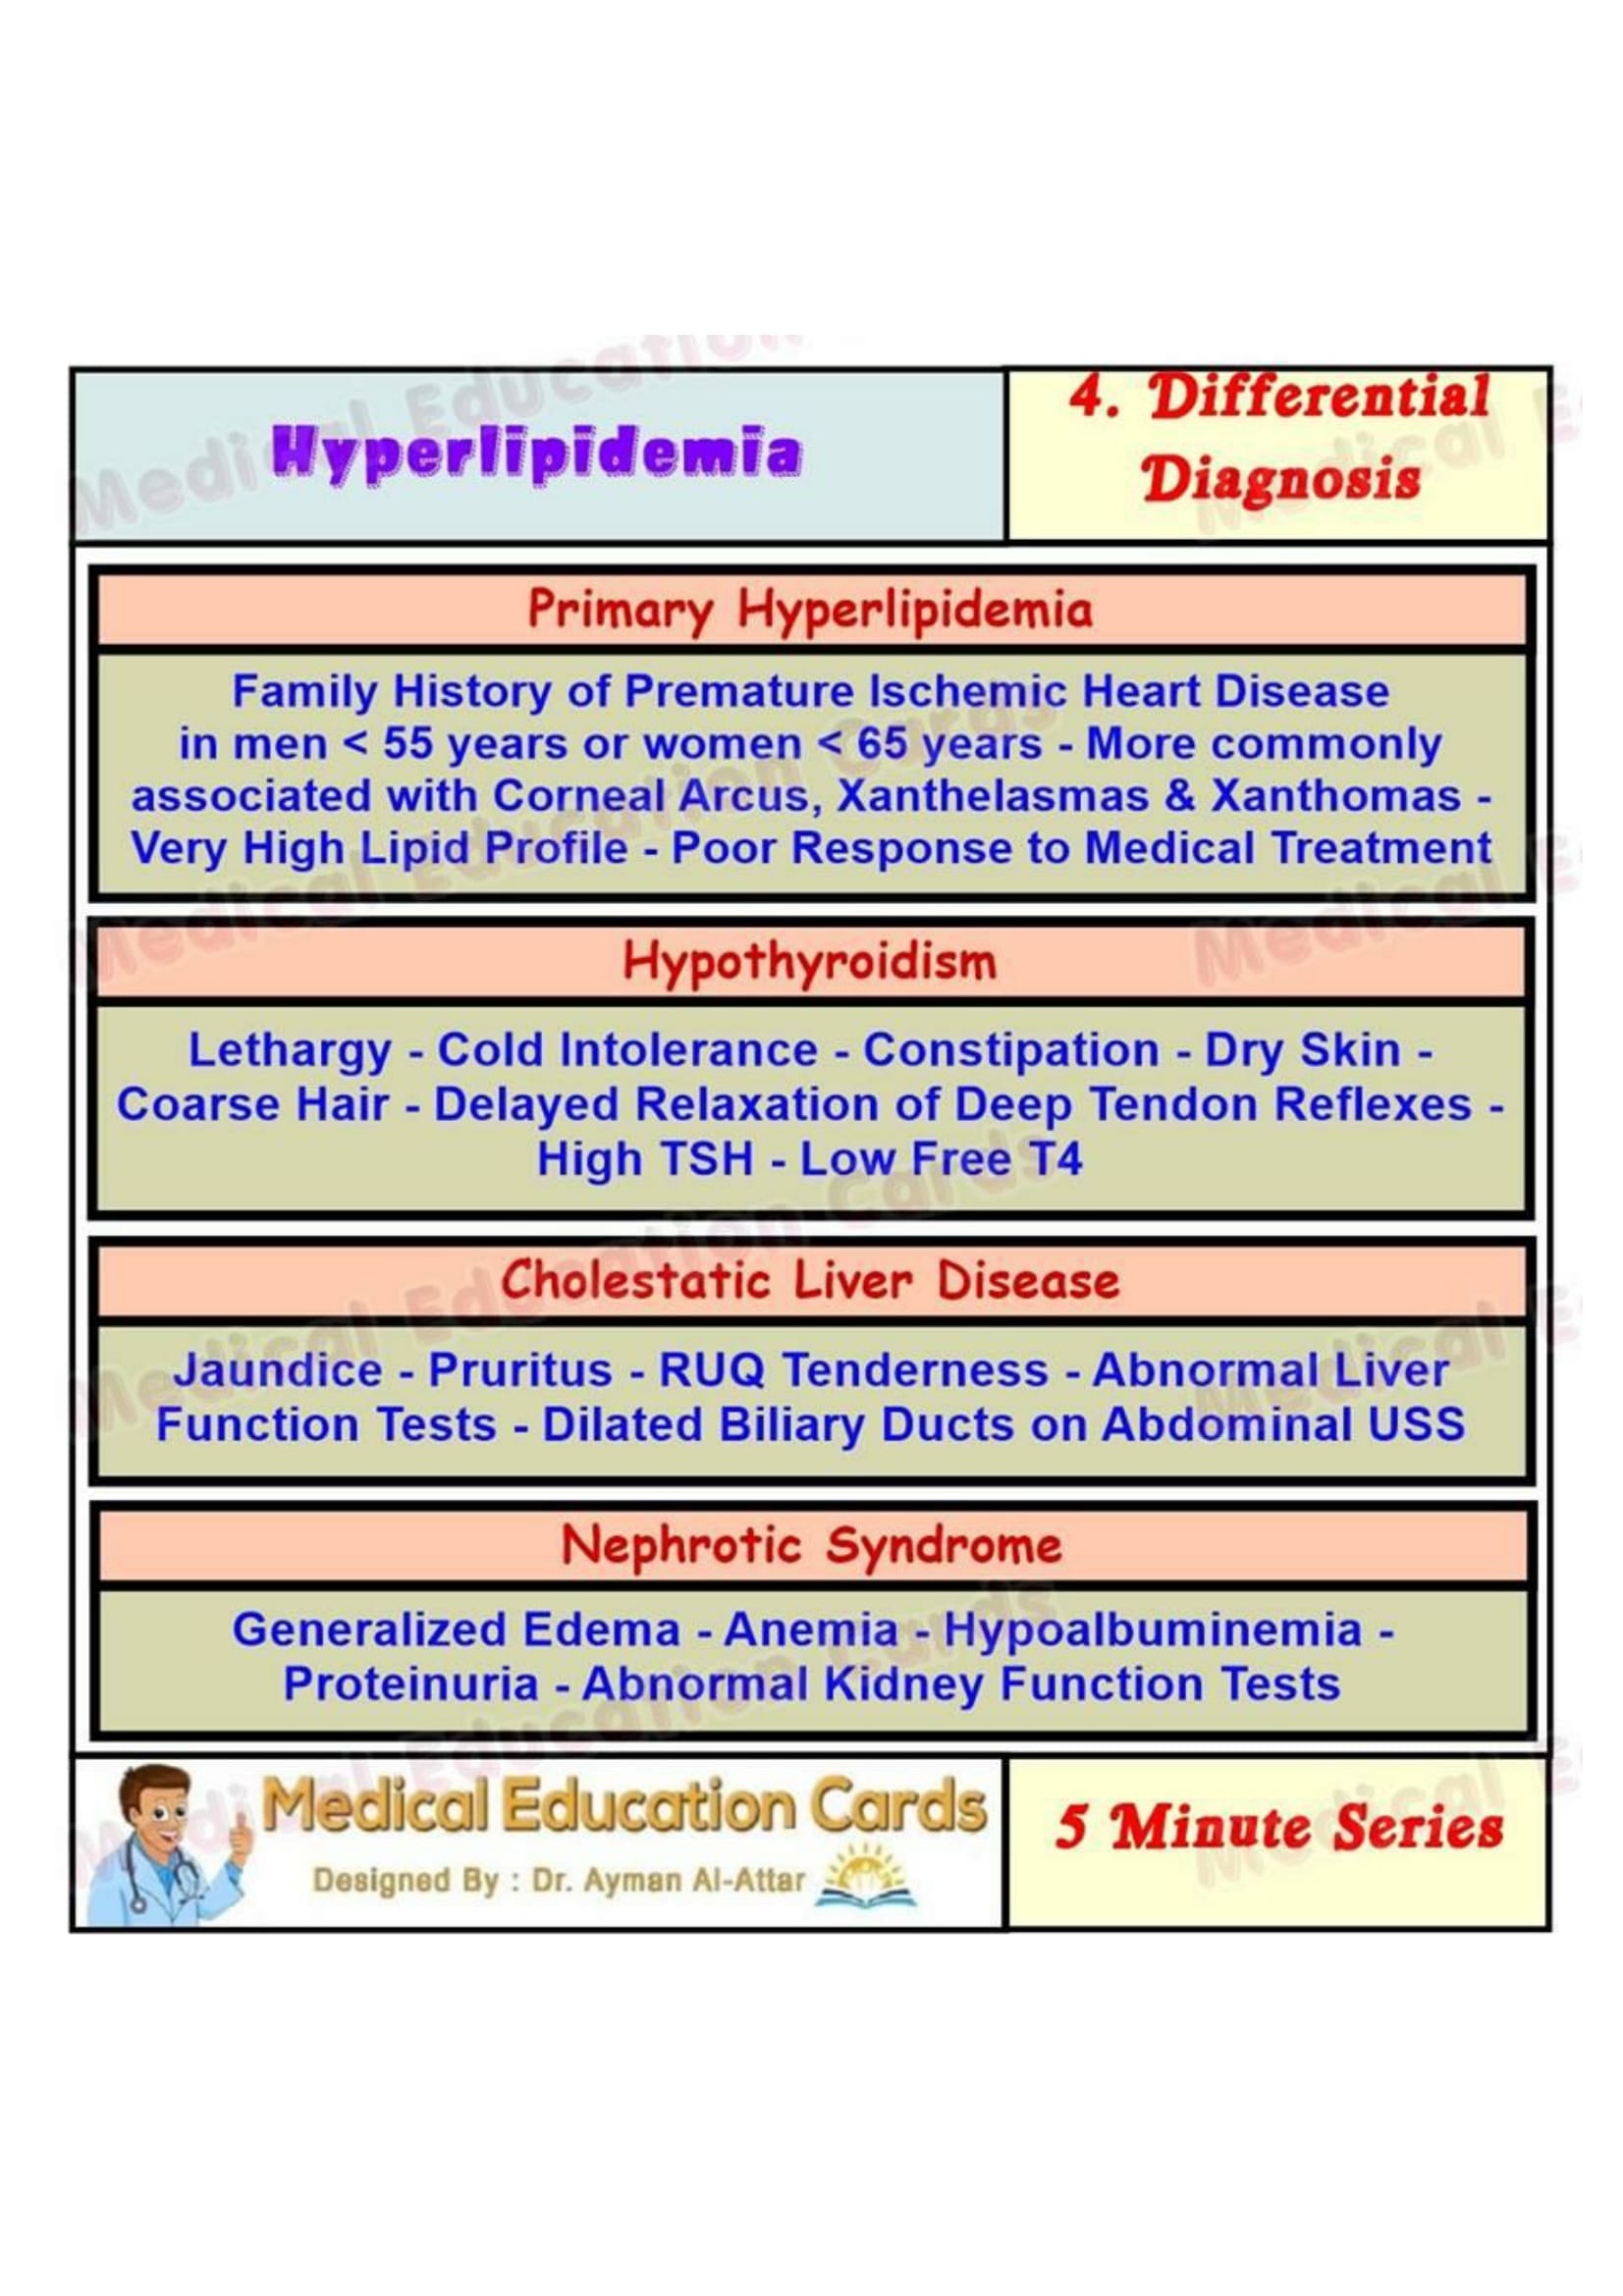 Hyperlipidemia
4. Differential
Diagnosis
Primary Hyperlipidemia
Family History of Premature Ischemic Heart Disease
in men < 55 years or women < 65 years - More commonly
associated with Corneal Arcus, Xanthelasmas & Xanthomas -
Very High Lipid Profile - Poor Response to Medical Treatment
Hypothyroidism
Lethargy - Cold Intolerance - Constipation - Dry Skin -
Coarse Hair - Delayed Relaxation of Deep Tendon Reflexes -
High TSH - Low Free T4
Cholestatic Liver Disease
Jaundice - Pruritus - RUQ Tenderness - Abnormal Liver
Function Tests - Dilated Biliary Ducts on Abdominal USS
Nephrotic Syndrome
Generalized Edema - Anemia - Hypoalbuminemia -
Proteinuria - Abnormal Kidney Function Tests
Medical Education Cards
Designed By : Dr. Ayman Al-Attar
5 Minute Series
Medical Education Cards